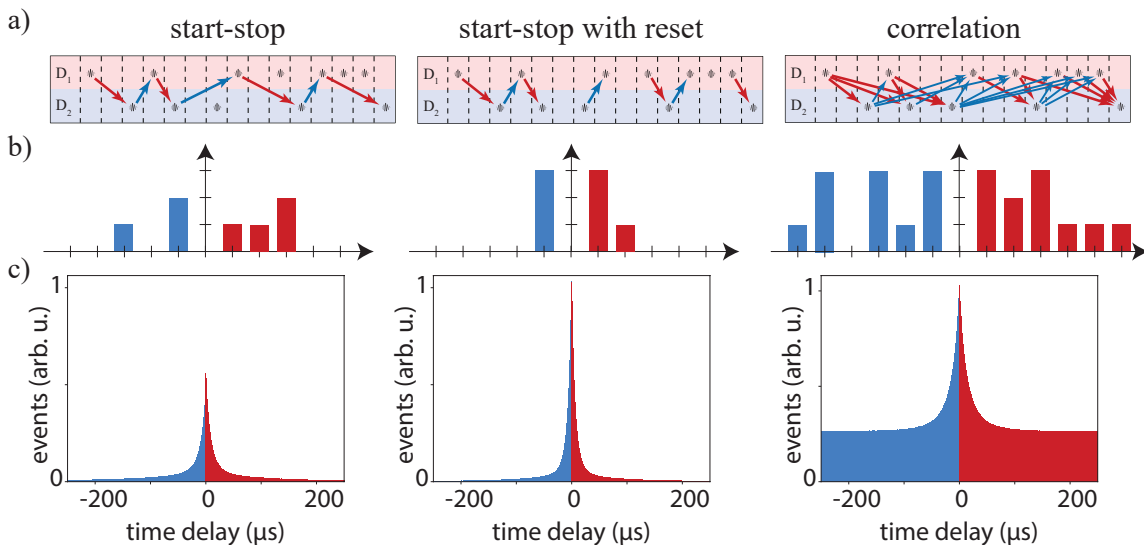 a)
start-stop
start-stop with reset
correlation
D1
D2
D1
D2
D1
D2
b)
c)
1
0
events (arb. u.)
-200
0
200
time delay (µs)
1
0
events (arb. u.)
-200
0
200
time delay (µs)
1
0
events (arb. u.)
-200
0
200
time delay (µs)